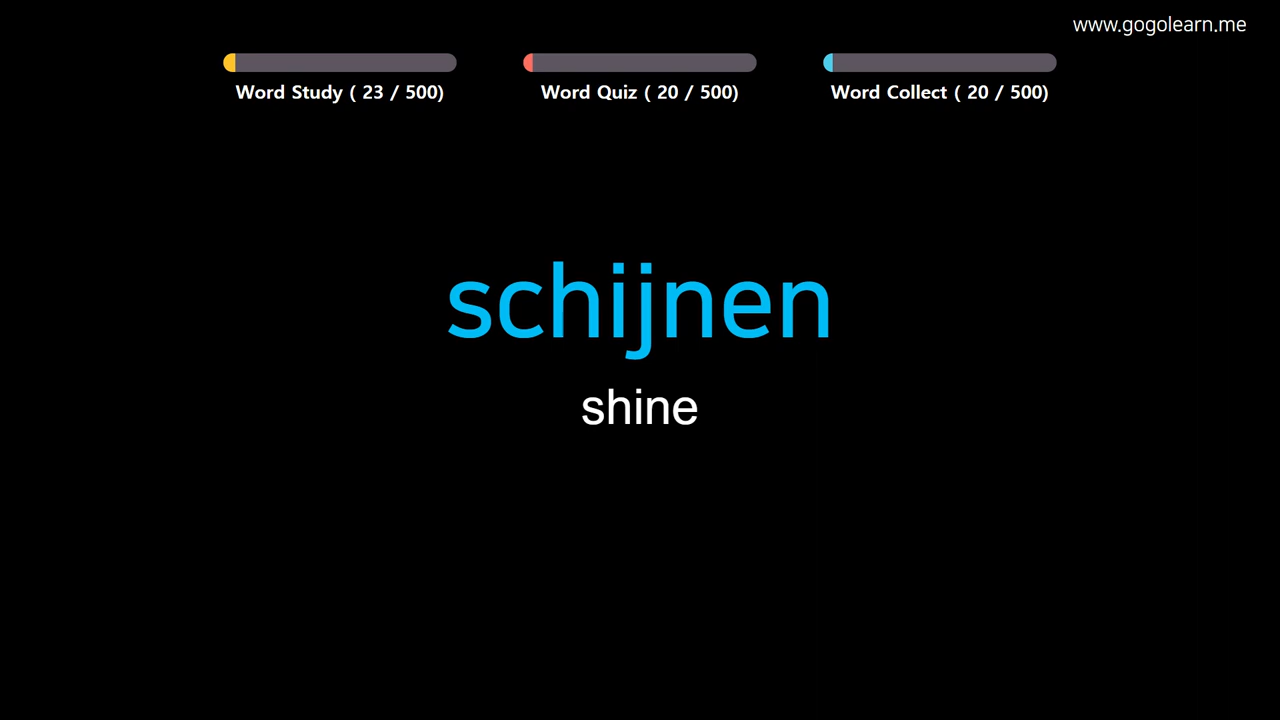 www.gogolearn.me
Word Study ( 23 / 500)
Word Quiz ( 20 / 500)
Word Collect ( 20 / 500)
schijnen
shine